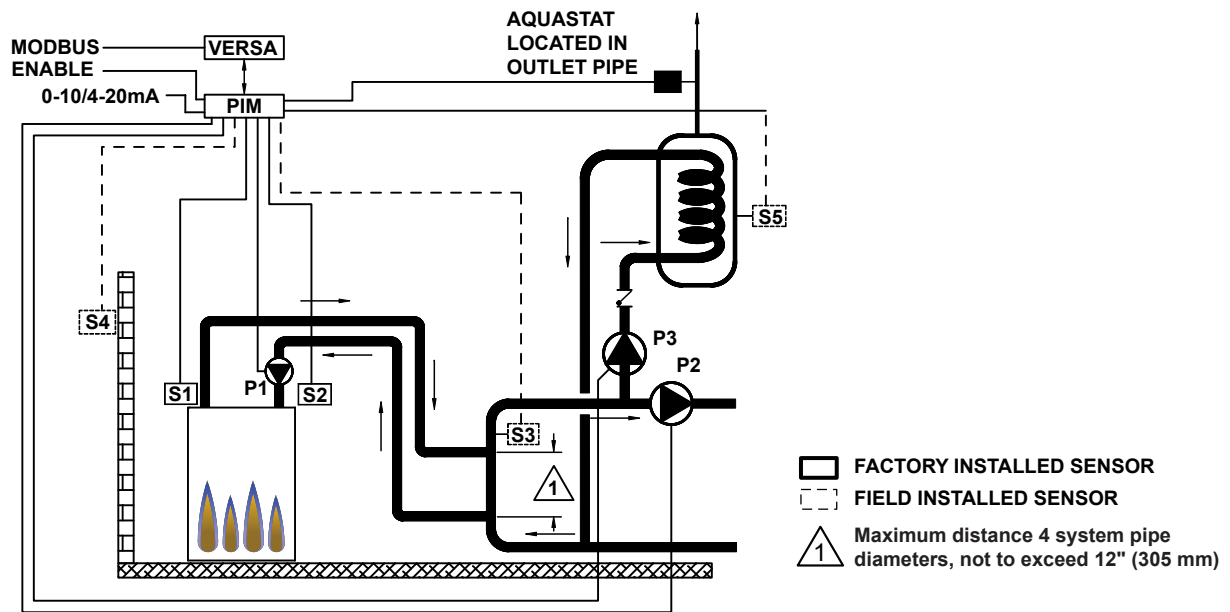 MODBUS
VERSA
ENABLE
0-10/4-20mA
PIM
AQUASTAT
LOCATED IN
OUTLET PIPE
S5
S4
P3
P2
S1
P1
S2
S3
1
FACTORY INSTALLED SENSOR
FIELD INSTALLED SENSOR
1
Maximum distance 4 system pipe
diameters, not to exceed 12" (305 mm)